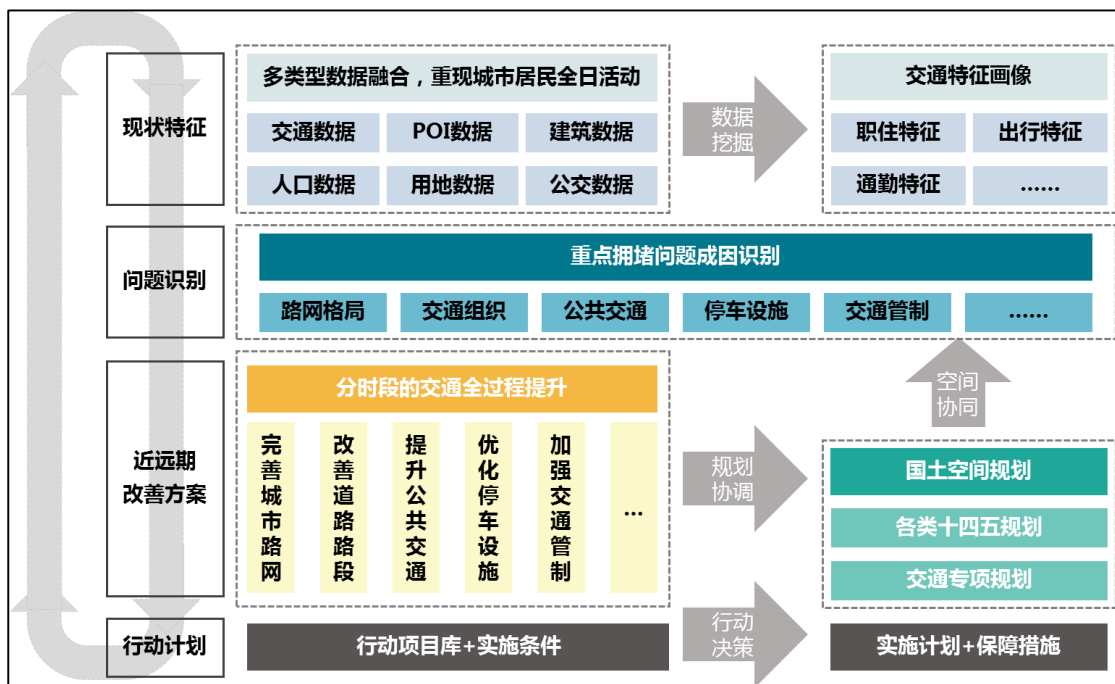 现状特征
多类型数据融合，重现城市居民全日活动
交通数据
POI数据
建筑数据
人口数据
用地数据
公交数据
数据
挖掘
交通特征画像
职住特征
出行特征
通勤特征
……
问题识别
重点拥堵问题成因识别
路网格局
交通组织
公共交通
停车设施
交通管制
……
近远期
改善方案
分时段的交通全过程提升
完善城市路网
改善道路路段
提升公共交通
优化停车设施
加强交通管制
…
规划
协调
空间
协同
国土空间规划
各类十四五规划
交通专项规划
行动计划
行动项目库+实施条件
行动
决策
实施计划+保障措施